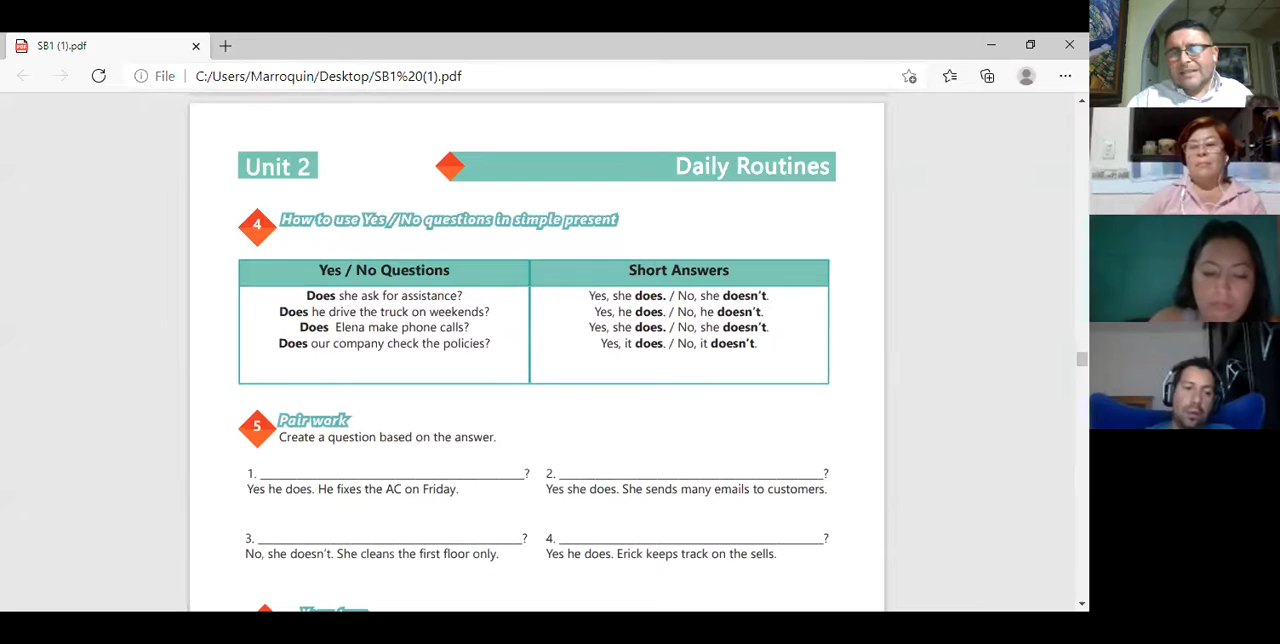 SB1 (1).pdf
File
C:/Users/Marroquin/Desktop/SB1%20(1).pdf
Unit 2
Daily Routines
4
How to use Yes / No questions in simple present
Yes / No Questions
Short Answers
Does she ask for assistance?
Yes, she does. / No, she doesn't.
Does he drive the truck on weekends?
Yes, he does. / No, he doesn't.
Does Elena make phone calls?
Yes, she does. / No, she doesn't.
Does our company check the policies?
Yes, it does. / No, it doesn't.
5
Pair work
Create a question based on the answer.
1. ______________________________?
2. ______________________________?
Yes he does. He fixes the AC on Friday.
Yes she does. She sends many emails to customers.
3. ______________________________?
4. ______________________________?
No, she doesn't. She cleans the first floor only.
Yes he does. Erick keeps track on the sells.